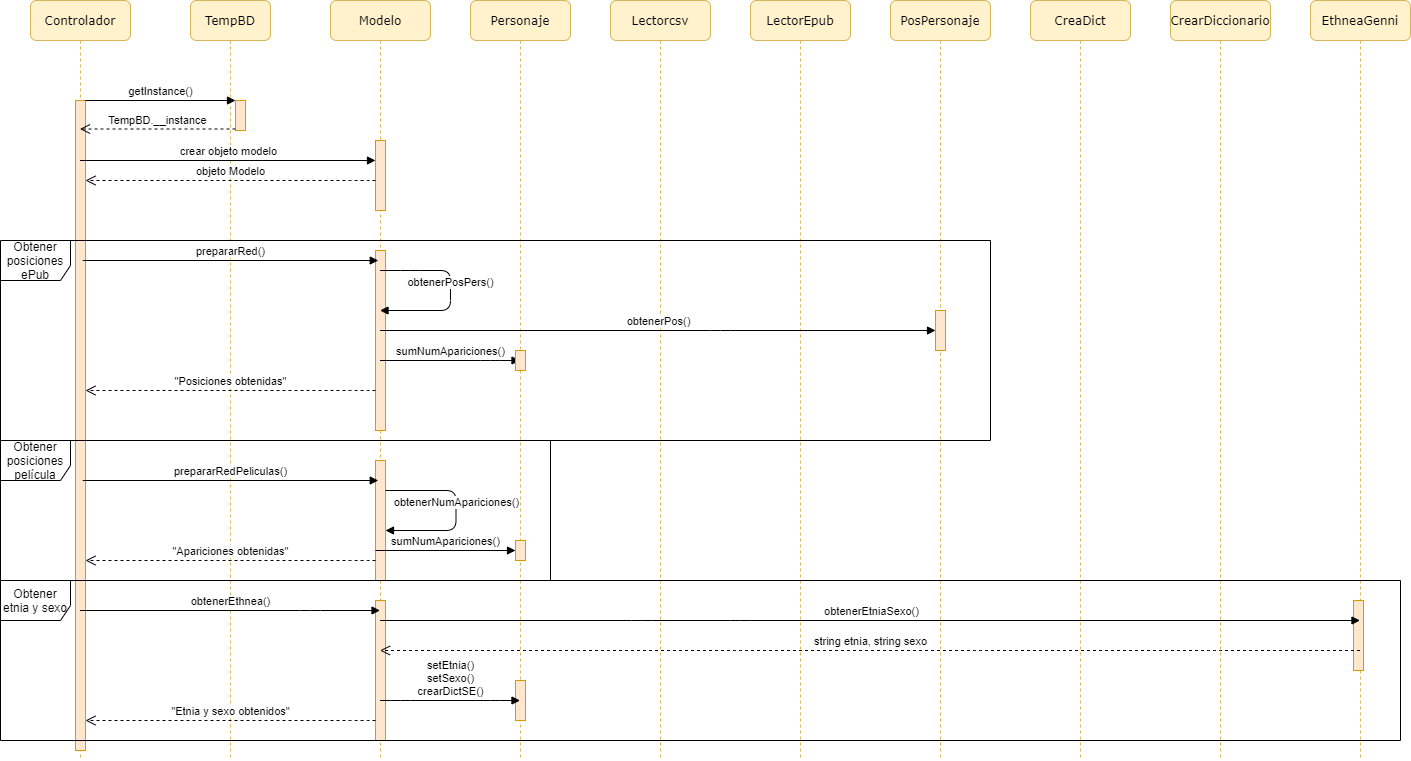 Controlador
TempBD
Modelo
Personaje
Lectorcsv
LectorEpub
PosPersonaje
CreaDict
CrearDiccionario
EthneaGenni
getInstance()
TempBD.__instance
crear objeto modelo
objeto Modelo
Obtener
posiciones
ePub
prepararRed()
obtenerPosPers()
obtenerPos()
sumNumApariciones()
"Posiciones obtenidas"
Obtener
posiciones
película
prepararRedPeliculas()
obtenerNumApariciones()
sumNumApariciones()
"Apariciones obtenidas"
Obtener
etnia y sexo
obtenerEthnea()
obtenerEtniaSexo()
string etnia, string sexo
setEtnia()
setSexo()
crearDictSE()
"Etnia y sexo obtenidos"